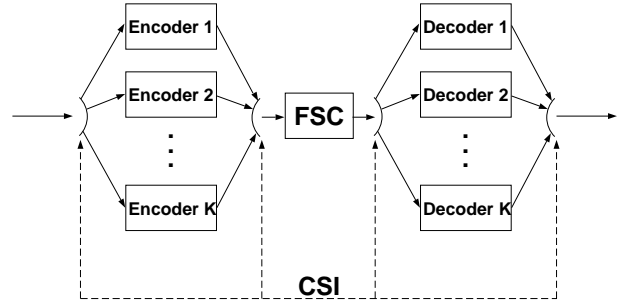 Encoder 1
Decoder 1
Encoder 2
FSC
Decoder 2
Encoder K
Decoder K
CSI